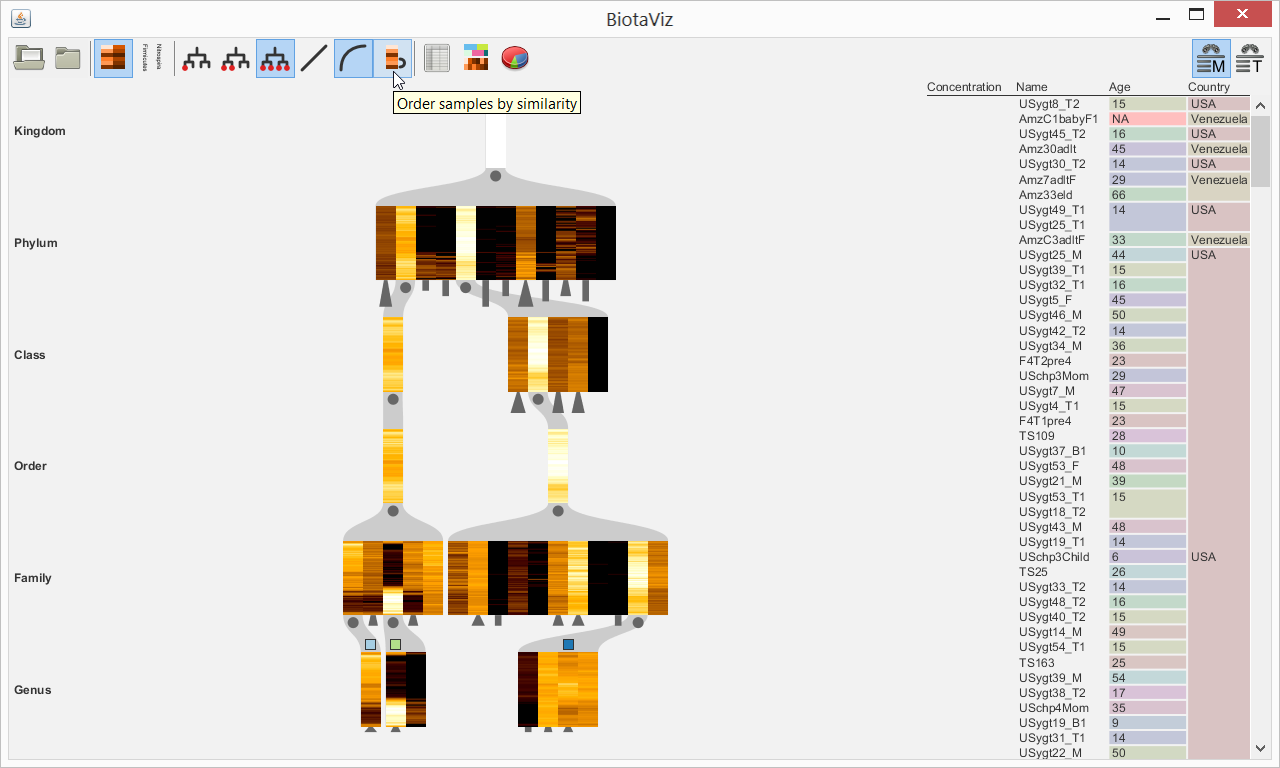 BiotaViz
Nitrospira
Firmicutes
M
T
Order samples by similarity
Concentration Name Age Country
Kingdom
Phylum
Class
Order
Family
Genus
USygt8_T2 15 USA
AmzC1babyF1 NA Venezuela
USygt45_T2 16 USA
Amz30adlt 45 Venezuela
USygt30_T2 14 USA
Amz7adltF 29 Venezuela
Amz33eld 66
USygt49_T1 14 USA
USygt25_T1
AmzC3adltF 33 Venezuela
USygt25_M 44 USA
USygt39_T1 15
USygt32_T1 16
USygt5_F 45
USygt46_M 50
USygt42_T2 14
USygt34_M 36
F4T2pre4 23
USchp3Mom 29
USygt7_M 47
USygt4_T1 15
F4T1pre4 23
TS109 28
USygt37_B1 10
USygt53_F 48
USygt21_M 39
USygt53_T1 15
USygt18_T2
USygt43_M 48
USygt19_T1 14
USchp3Child 6 USA
TS25 26
USygt33_T2 14
USygt48_T2 16
USygt40_T2 15
USygt14_M 49
USygt54_T1 15
TS163 25
USygt39_M 54
USygt38_T2 17
USchp4Mom 35
USygt19_B1 9
USygt31_T1 14
USygt22_M 50